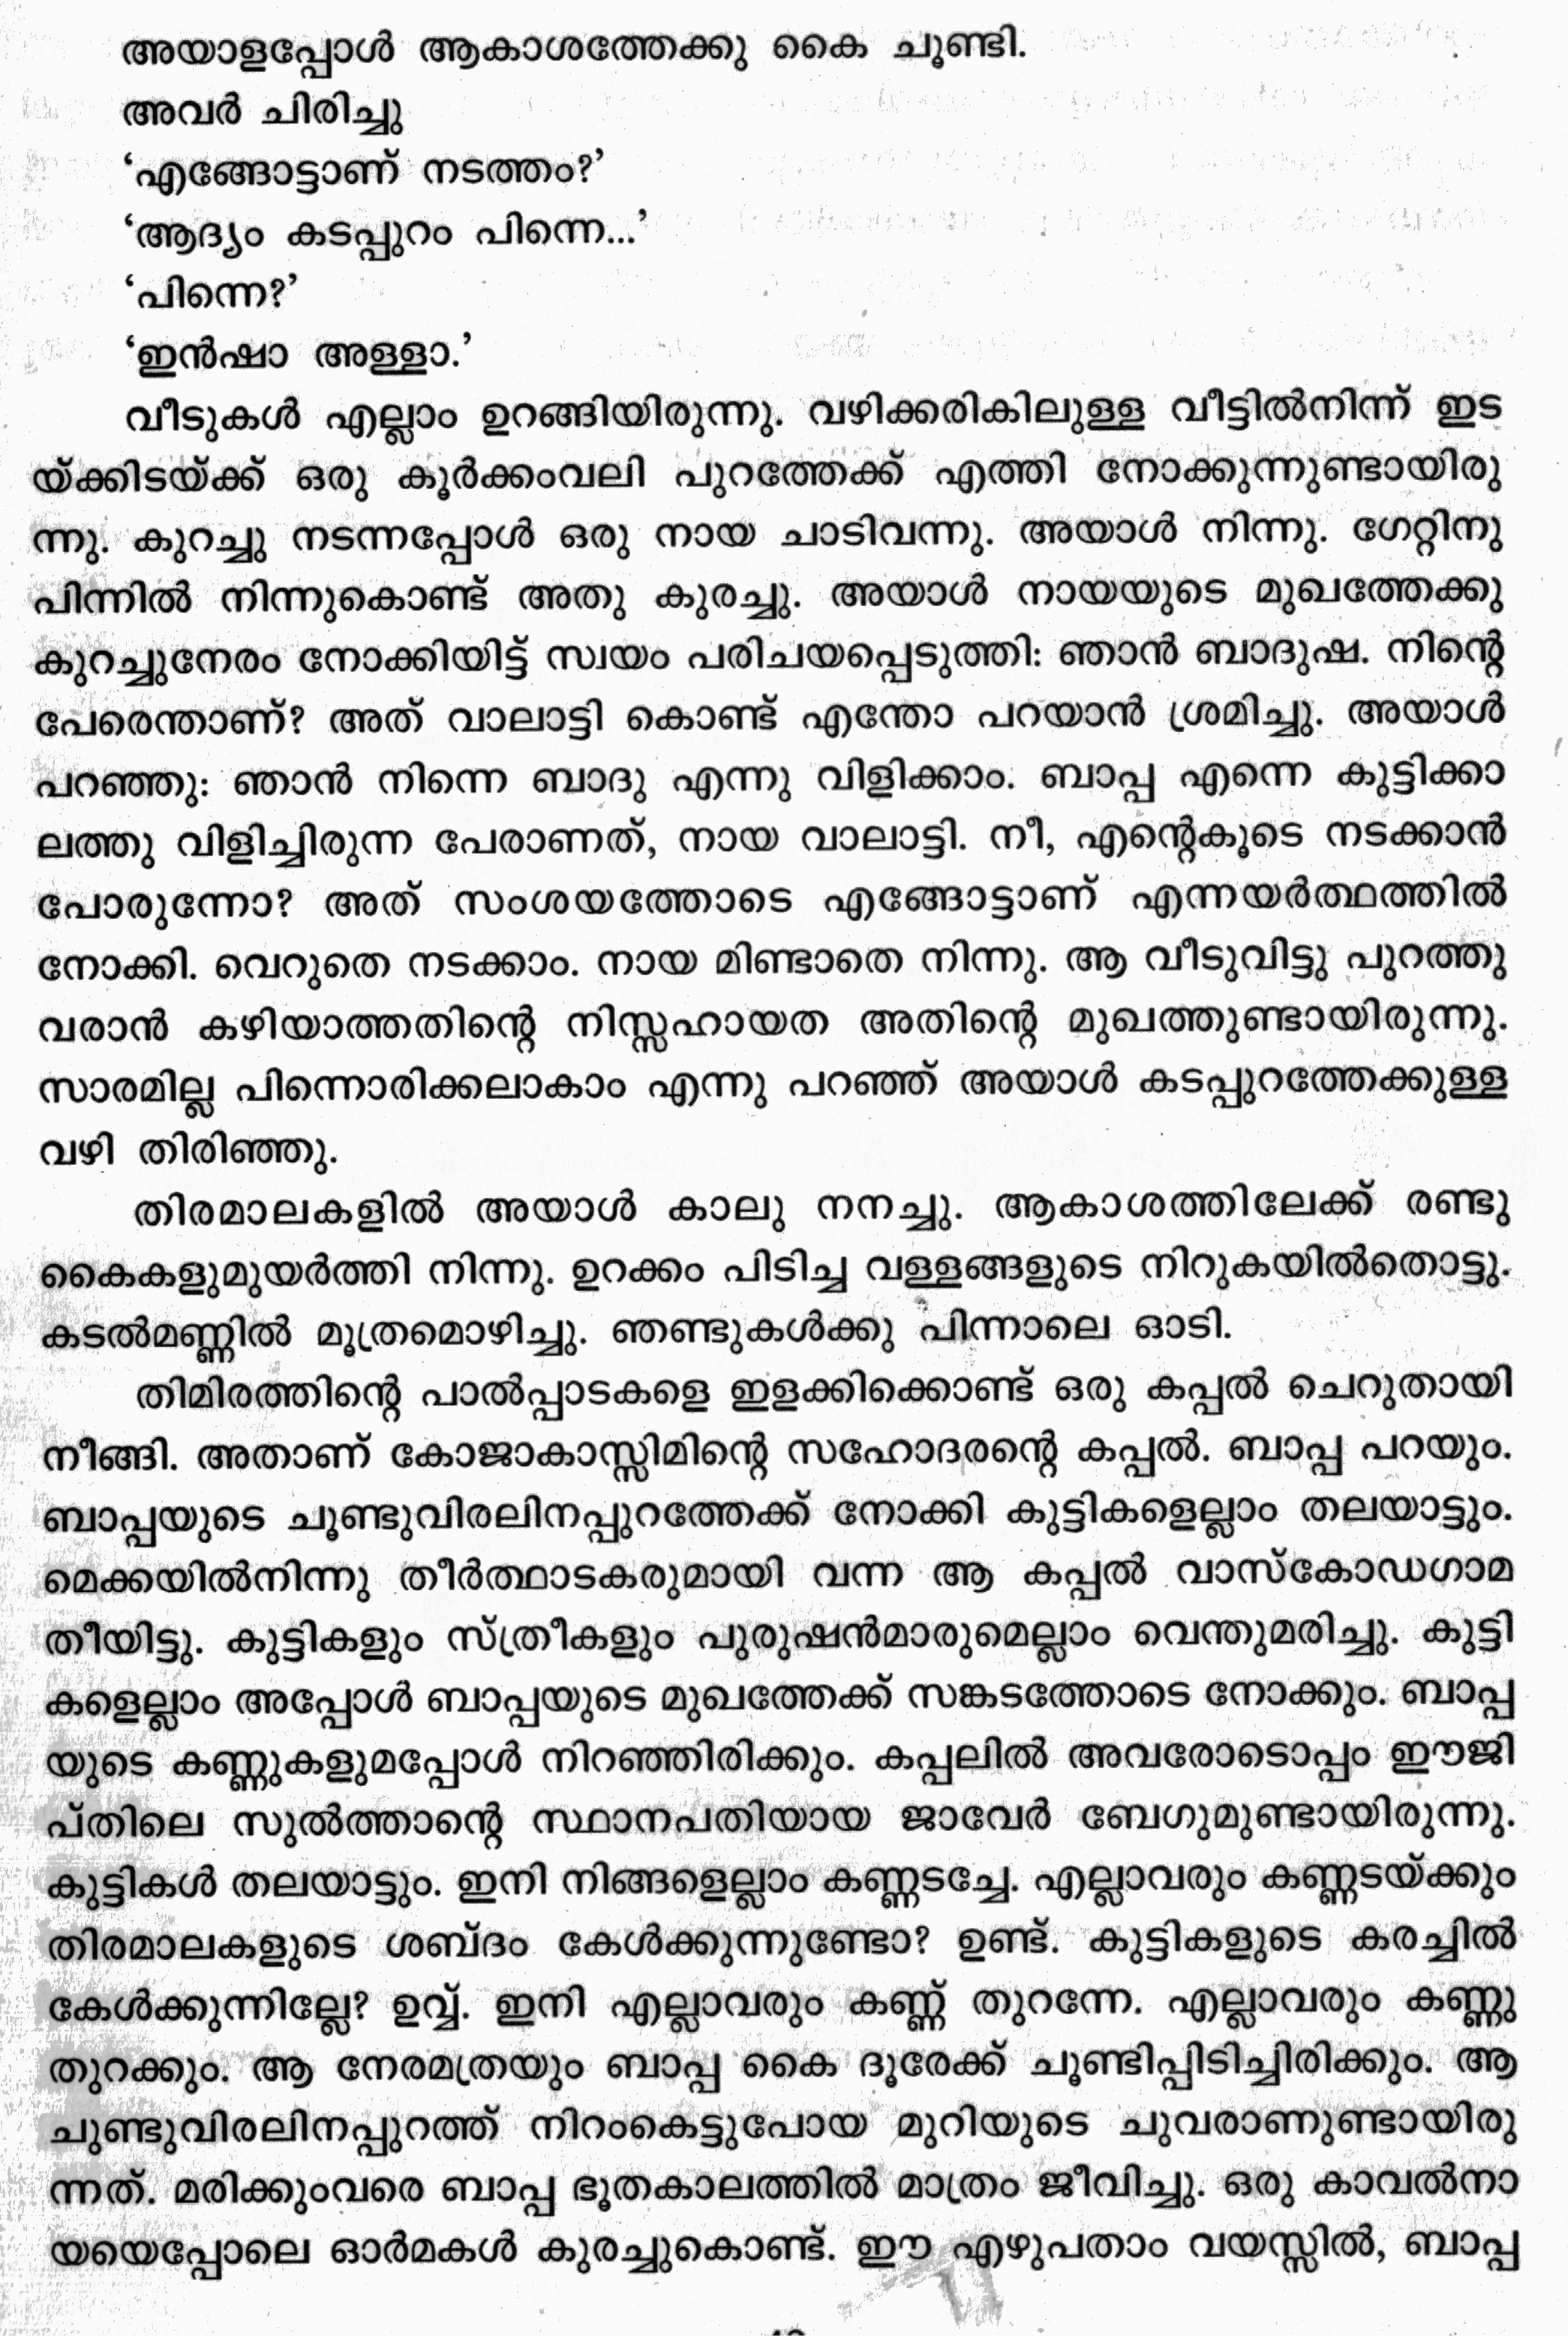 അയാളപ്പോൾ ആകാശത്തേക്കു കൈ ചൂണ്ടി.
അവർ ചിരിച്ചു
‘എങ്ങോട്ടാണ് നടത്തം?’
‘ആദ്യം കടപ്പുറം പിന്നെ...’
‘പിന്നെ?’
‘ഇൻഷാ അള്ളാ.’
വീടുകൾ എല്ലാം ഉറങ്ങിയിരുന്നു. വഴിക്കരികിലുള്ള വീട്ടിൽനിന്ന് ഇട
യ്ക്കിടയ്ക്ക് ഒരു കൂർക്കംവലി പുറത്തേക്ക് എത്തി നോക്കുന്നുണ്ടായിരു
ന്നു. കുറച്ചു നടന്നപ്പോൾ ഒരു നായ ചാടിവന്നു. അയാൾ നിന്നു. ഗേറ്റിനു
പിന്നിൽ നിന്നുകൊണ്ട് അതു കുരച്ചു. അയാൾ നായയുടെ മുഖത്തേക്കു
കുറച്ചുനേരം നോക്കിയിട്ട് സ്വയം പരിചയപ്പെടുത്തി: ഞാൻ ബാദുഷ. നിന്റെ
പേരെന്താണ്? അത് വാലാട്ടി കൊണ്ട് എന്തോ പറയാൻ ശ്രമിച്ചു. അയാൾ
പറഞ്ഞു: ഞാൻ നിന്നെ ബാദു എന്നു വിളിക്കാം. ബാപ്പ എന്നെ കുട്ടിക്കാ
ലത്തു വിളിച്ചിരുന്ന പേരാണത്, നായ വാലാട്ടി. നീ, എന്റെകൂടെ നടക്കാൻ
പോരുന്നോ? അത് സംശയത്തോടെ എങ്ങോട്ടാണ് എന്നയർത്ഥത്തിൽ
നോക്കി. വെറുതെ നടക്കാം. നായ മിണ്ടാതെ നിന്നു. ആ വീടുവിട്ടു പുറത്തു
വരാൻ കഴിയാത്തതിന്റെ നിസ്സഹായത അതിന്റെ മുഖത്തുണ്ടായിരുന്നു.
സാരമില്ല പിന്നൊരിക്കലാകാം എന്നു പറഞ്ഞ് അയാൾ കടപ്പുറത്തേക്കുള്ള
വഴി തിരിഞ്ഞു.
തിരമാലകളിൽ അയാൾ കാലു നനച്ചു. ആകാശത്തിലേക്ക് രണ്ടു
കൈകളുമുയർത്തി നിന്നു. ഉറക്കം പിടിച്ച വള്ളങ്ങളുടെ നിറുകയിൽതൊട്ടു.
കടൽമണ്ണിൽ മൂത്രമൊഴിച്ചു. ഞണ്ടുകൾക്കു പിന്നാലെ ഓടി.
തിമിരത്തിന്റെ പാൽപ്പാടകളെ ഇളക്കിക്കൊണ്ട് ഒരു കപ്പൽ ചെറുതായി
നീങ്ങി. അതാണ് കോജാകാസ്സിമിന്റെ സഹോദരന്റെ കപ്പൽ. ബാപ്പ പറയും.
ബാപ്പയുടെ ചൂണ്ടുവിരലിനപ്പുറത്തേക്ക് നോക്കി കുട്ടികളെല്ലാം തലയാട്ടും.
മെക്കയിൽനിന്നു തീർത്ഥാടകരുമായി വന്ന ആ കപ്പൽ വാസ്കോഡഗാമ
തീയിട്ടു. കുട്ടികളും സ്ത്രീകളും പുരുഷൻമാരുമെല്ലാം വെന്തുമരിച്ചു. കുട്ടി
കളെല്ലാം അപ്പോൾ ബാപ്പയുടെ മുഖത്തേക്ക് സങ്കടത്തോടെ നോക്കും. ബാപ്പ
യുടെ കണ്ണുകളുമപ്പോൾ നിറഞ്ഞിരിക്കും. കപ്പലിൽ അവരോടൊപ്പം ഈജി
പ്തിലെ സുൽത്താന്റെ സ്ഥാനപതിയായ ജാവേർ ബേഗുമുണ്ടായിരുന്നു.
കുട്ടികൾ തലയാട്ടും. ഇനി നിങ്ങളെല്ലാം കണ്ണടച്ചേ. എല്ലാവരും കണ്ണടയ്ക്കും
തിരമാലകളുടെ ശബ്ദം കേൾക്കുന്നുണ്ടോ? ഉണ്ട്. കുട്ടികളുടെ കരച്ചിൽ
കേൾക്കുന്നില്ലേ? ഉവ്വ്. ഇനി എല്ലാവരും കണ്ണ് തുറന്നേ. എല്ലാവരും കണ്ണു
തുറക്കും. ആ നേരമത്രയും ബാപ്പ കൈ ദൂരേക്ക് ചൂണ്ടിപ്പിടിച്ചിരിക്കും. ആ
ചുണ്ടുവിരലിനപ്പുറത്ത് നിറംകെട്ടുപോയ മുറിയുടെ ചുവരാണുണ്ടായിരു
ന്നത്. മരിക്കുംവരെ ബാപ്പ ഭൂതകാലത്തിൽ മാത്രം ജീവിച്ചു. ഒരു കാവൽനാ
യയെപ്പോലെ ഓർമകൾ കുരച്ചുകൊണ്ട്. ഈ എഴുപതാം വയസ്സിൽ, ബാപ്പ